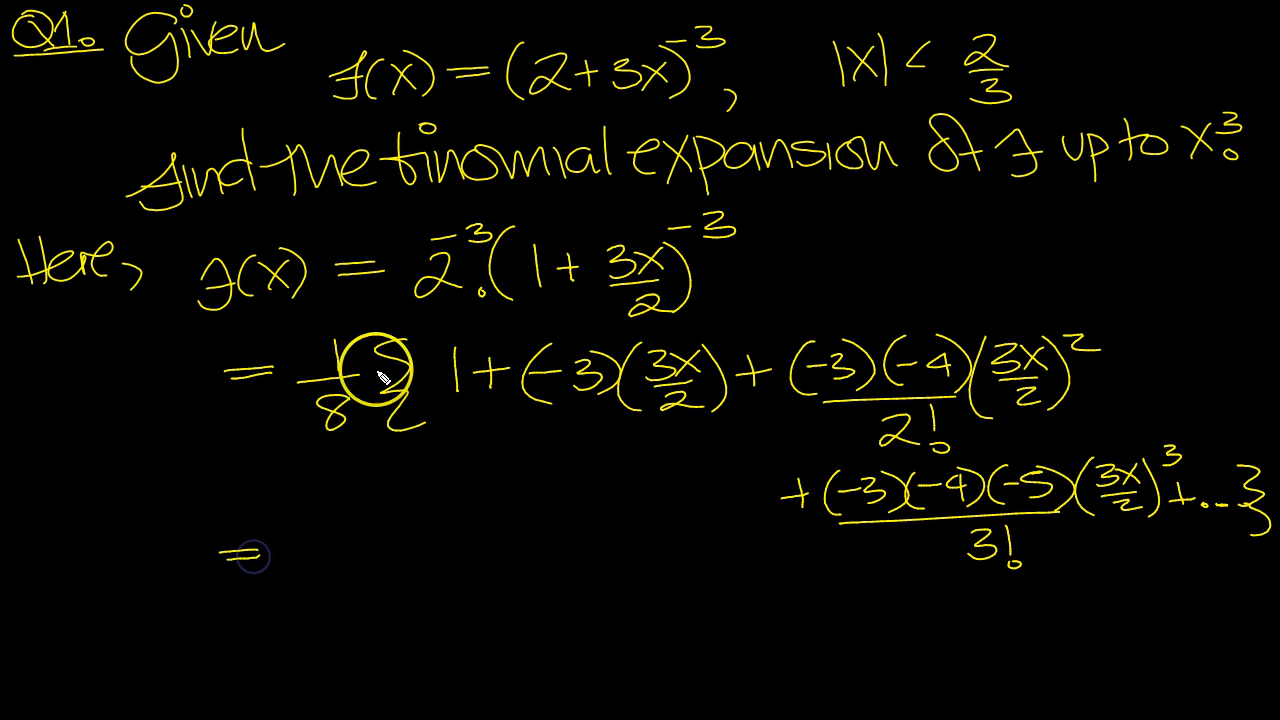 Q1. Given
f(x) = (2 + 3x)^{-3}, |x| < 2/3
find the binomial expansion of f up to x^3.
Here, f(x) = 2^{-3}.(1 + 3x/2)^{-3}
= 1/8 { 1 + (-3)(3x/2) + (-3)(-4)/2! (3x/2)^2
+ (-3)(-4)(-5)/3! (3x/2)^3 + ... }
=